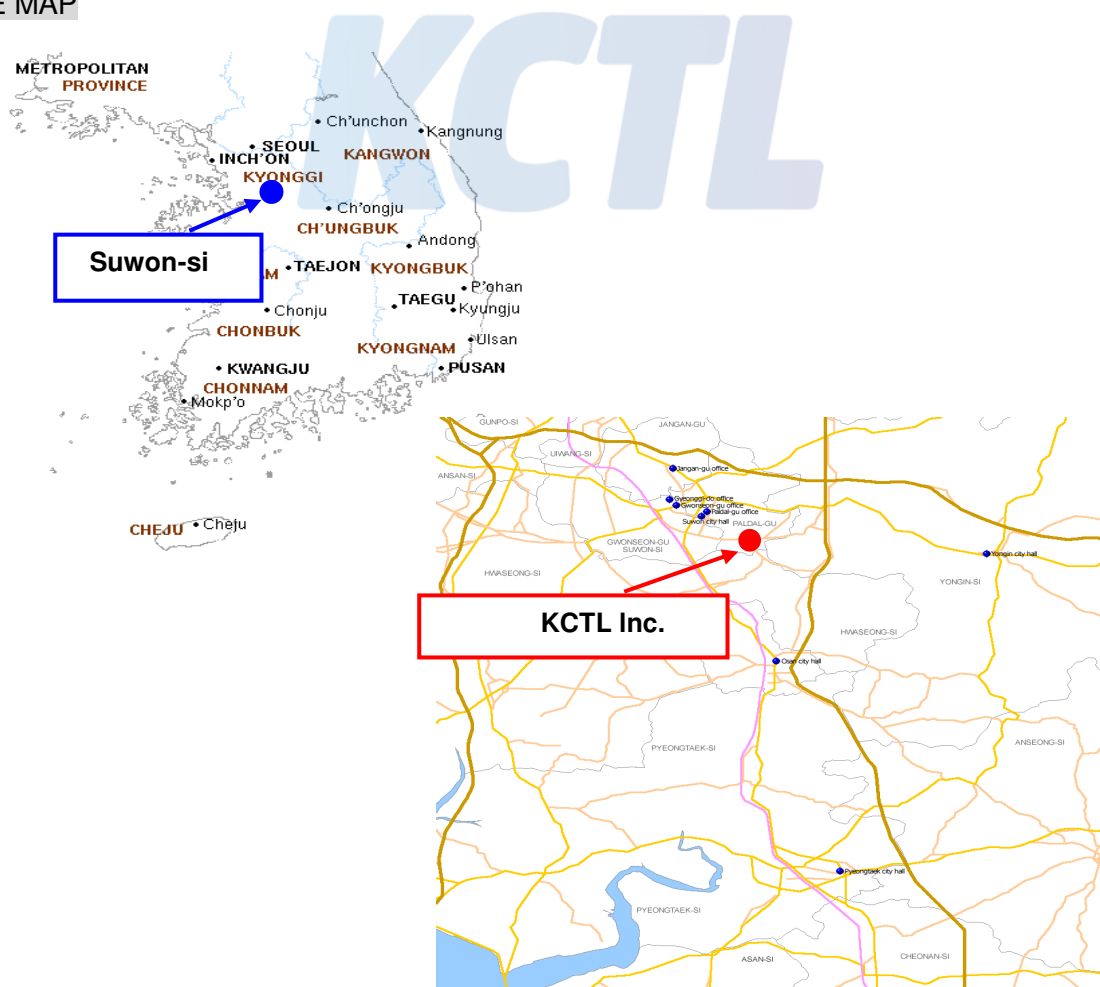 E MAP
KCTL
METROPOLITAN
PROVINCE
Ch'unchon
Kangnung
SEOUL
INCH'ON
KANGWON
KYONGGI
Ch'ongju
CH'UNGBUK
Andong
Suwon-si
M
TAEJON
KYONGBUK
P'ohan
TAEGU
Kyungju
Chonju
CHONBUK
Ulsan
KYONGNAM
KWANGJU
PUSAN
CHONNAM
Mokp'o
CHEJU
Cheju
GUNPO-SI
JANGAN-GU
UIWANG-SI
Jangan-gu office
ANSAN-SI
Gyeonggi-do office
Gwonseon-gu office
Paldal-gu office
Suwon city hall
PALDAL-GU
GWONSEON-GU
SUWON-SI
Yongin city hall
HWASEONG-SI
YONGIN-SI
KCTL Inc.
HWASEONG-SI
Osan city hall
PYEONGTAEK-SI
ANSEONG-SI
Pyeongtaek city hall
PYEONGTAEK-SI
ASAN-SI
CHEONAN-SI